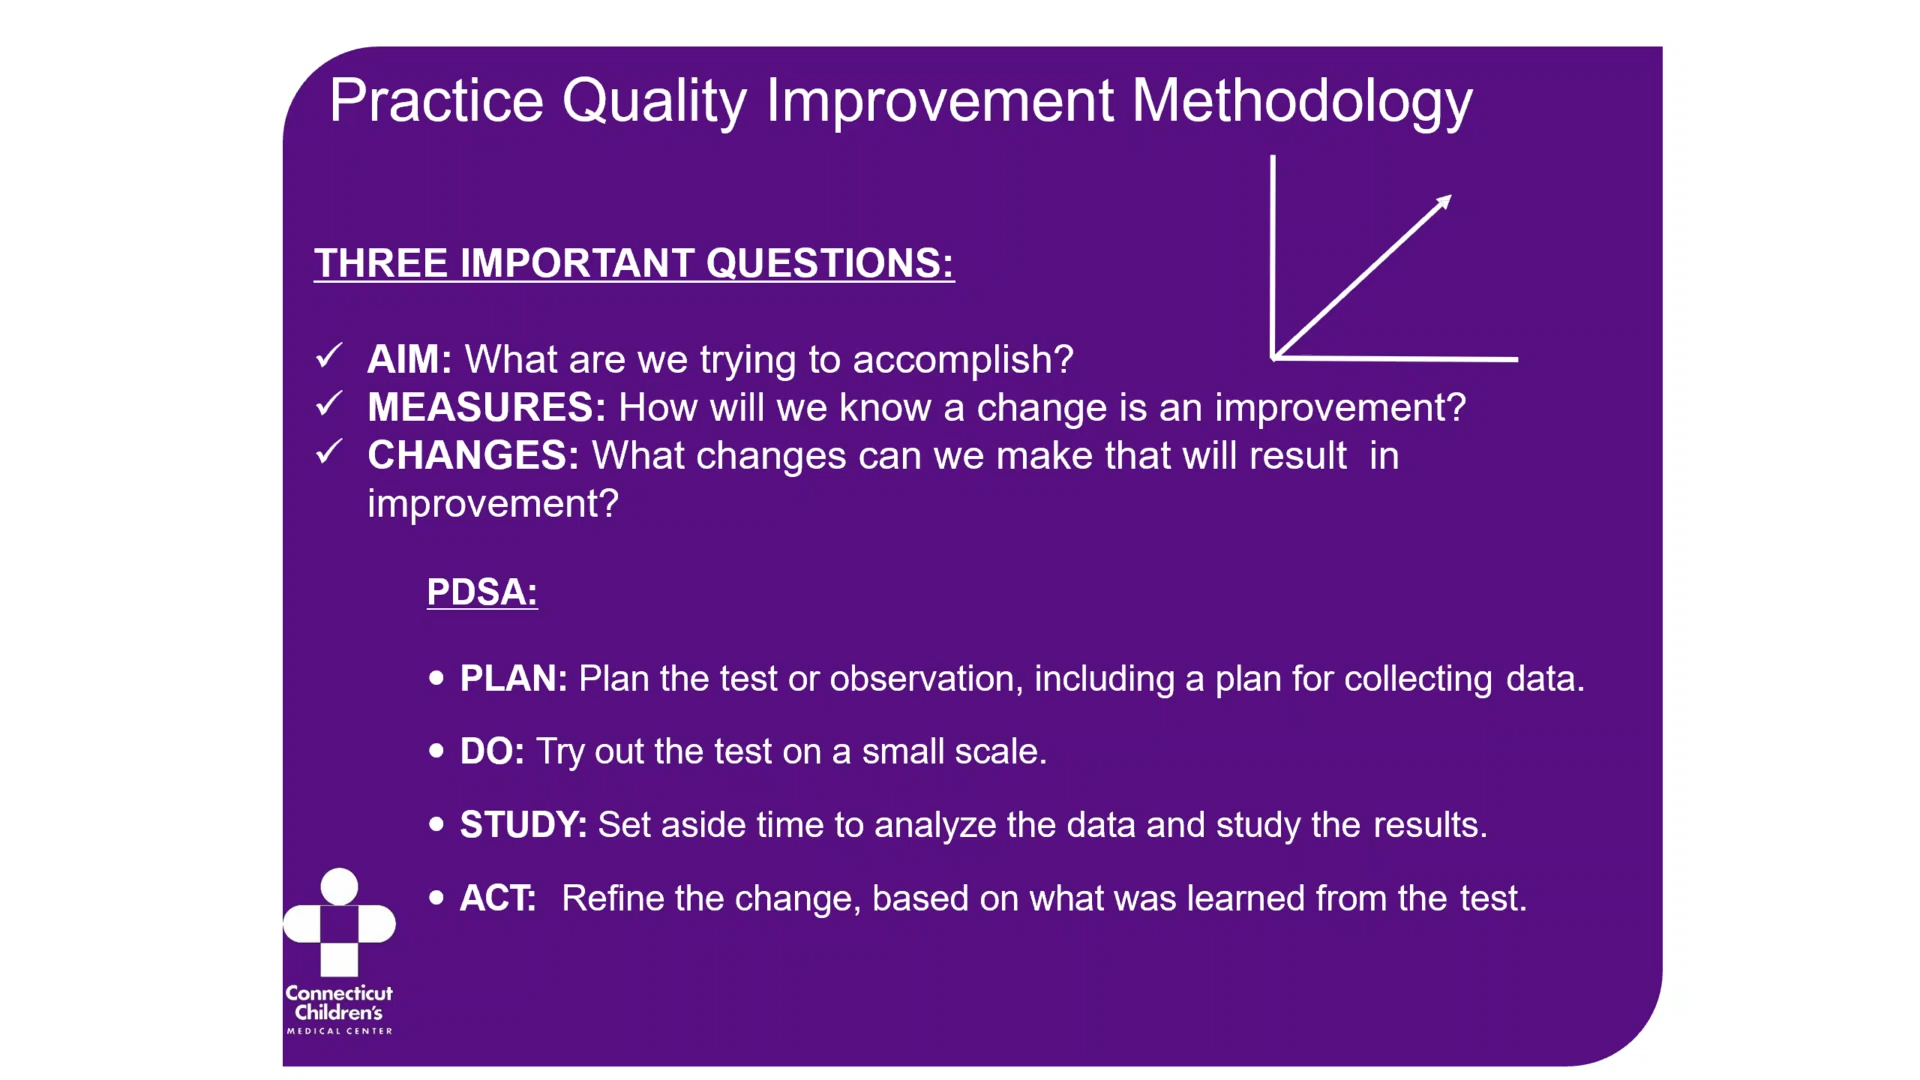 Practice Quality Improvement Methodology
THREE IMPORTANT QUESTIONS:
✓ AIM: What are we trying to accomplish?
✓ MEASURES: How will we know a change is an improvement?
✓ CHANGES: What changes can we make that will result in
improvement?
PDSA:
• PLAN: Plan the test or observation, including a plan for collecting data.
• DO: Try out the test on a small scale.
• STUDY: Set aside time to analyze the data and study the results.
• ACT: Refine the change, based on what was learned from the test.
Connecticut
Children's
MEDICAL CENTER